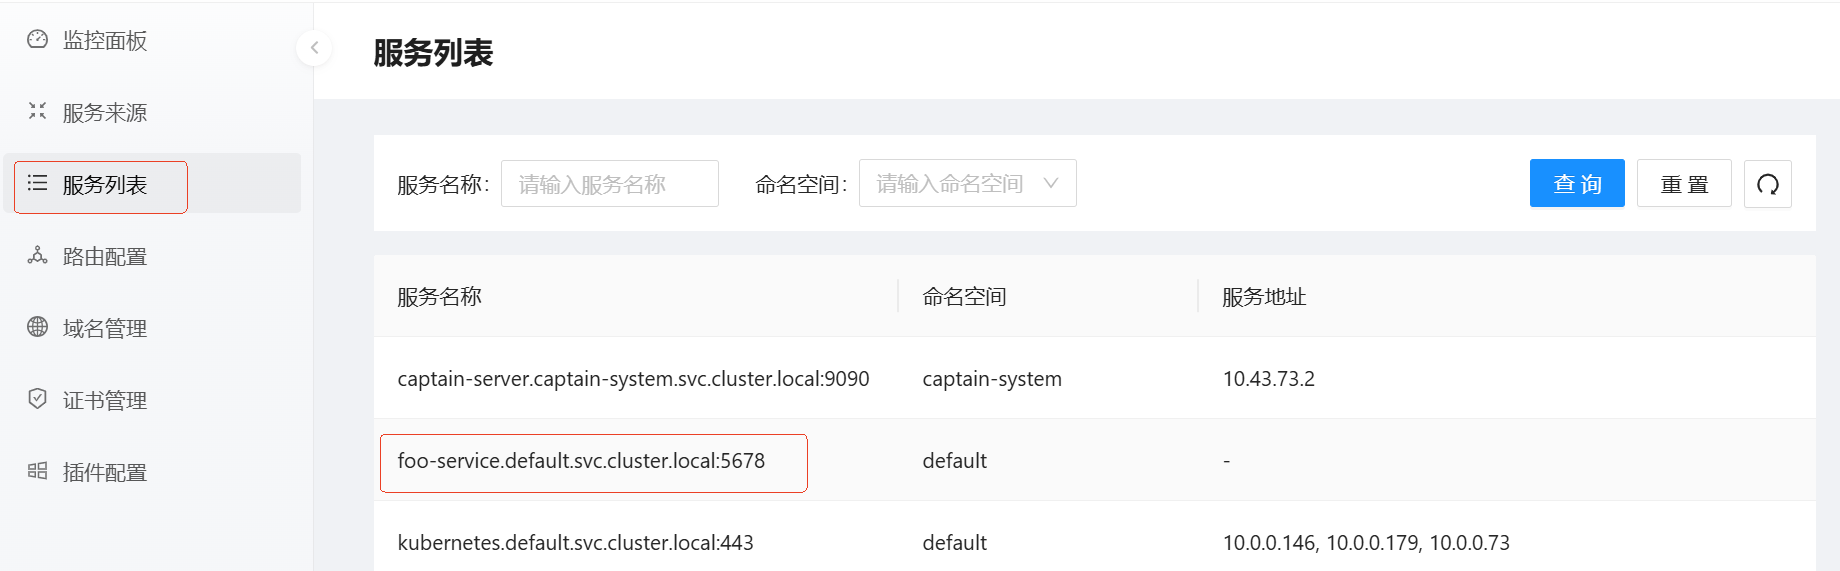 监控面板
服务来源
服务列表
路由配置
域名管理
证书管理
插件配置
服务列表
服务名称: 请输入服务名称 命名空间: 请输入命名空间 查 询 重 置
服务名称 命名空间 服务地址
captain-server.captain-system.svc.cluster.local:9090 captain-system 10.43.73.2
foo-service.default.svc.cluster.local:5678 default -
kubernetes.default.svc.cluster.local:443 default 10.0.0.146, 10.0.0.179, 10.0.0.73